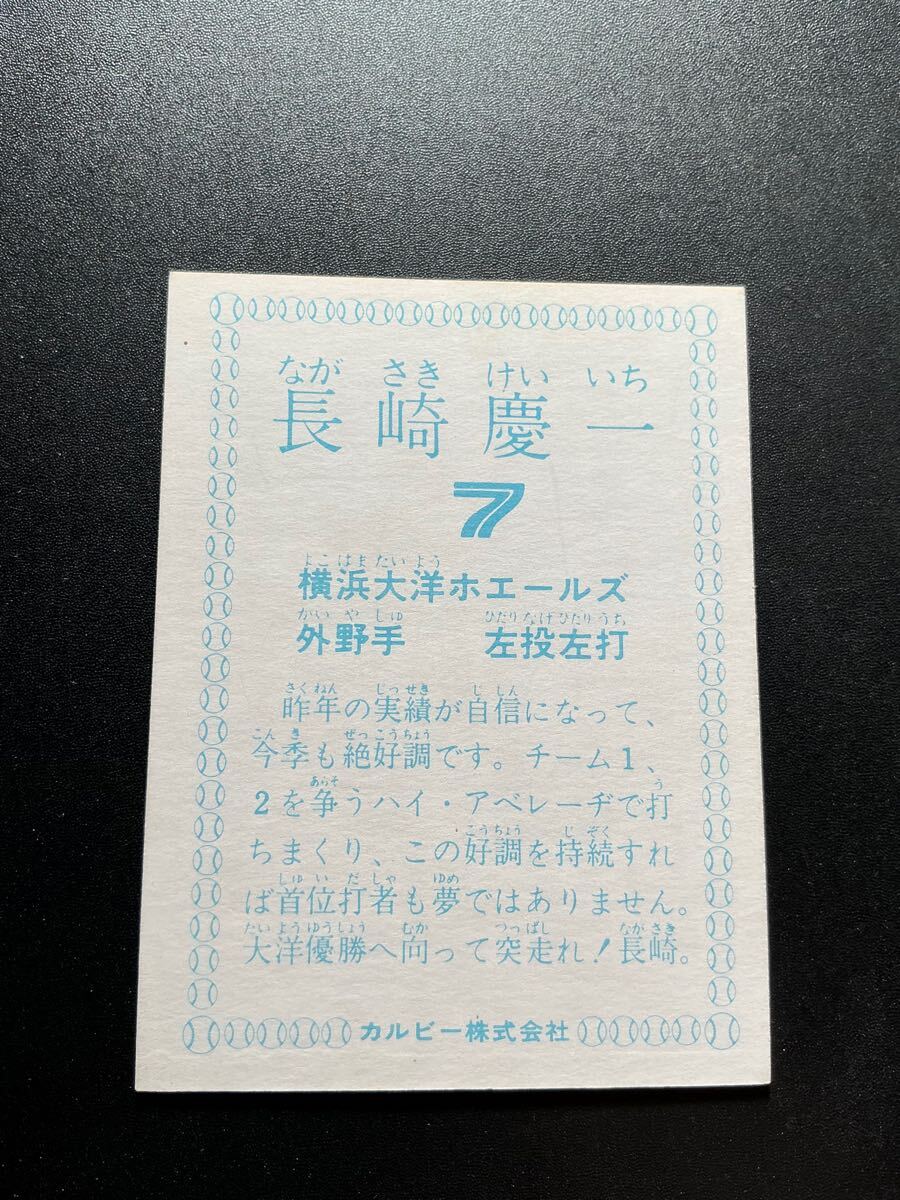 なが さき けい いち
長崎慶一
7
よこ はま たい よう
横浜大洋ホエールズ
がい や しゅ ひだり なげ ひだり うち
外野手 左投左打
さくねん じっせき じ しん
昨年の実績が自信になって、
こん き ぜっこうちょう
今季も絶好調です。チーム1、
あらそ う
2を争うハイ・アベレーヂで打
こうちょう じ ぞく
ちまくり、この好調を持続すれ
しゅ い だ しゃ ゆめ
ば首位打者も夢ではありません。
たい よう ゆうしょう むか つっぱし ながさき
大洋優勝へ向って突走れ!長崎。
カルビー株式会社